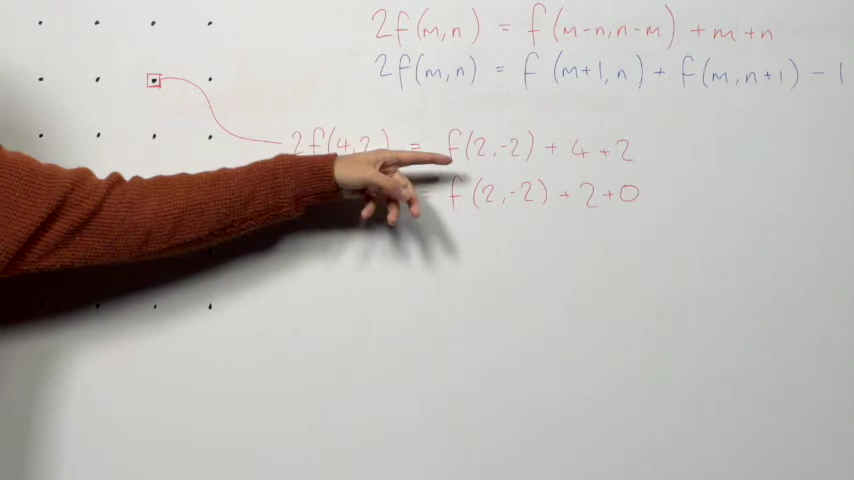 2f(m,n) = f(m-n,n-m) + m + n
2f(m,n) = f(m+1,n) + f(m,n+1) - 1
2f(4,2) = f(2,-2) + 4 + 2
= f(2,-2) + 2 + 0